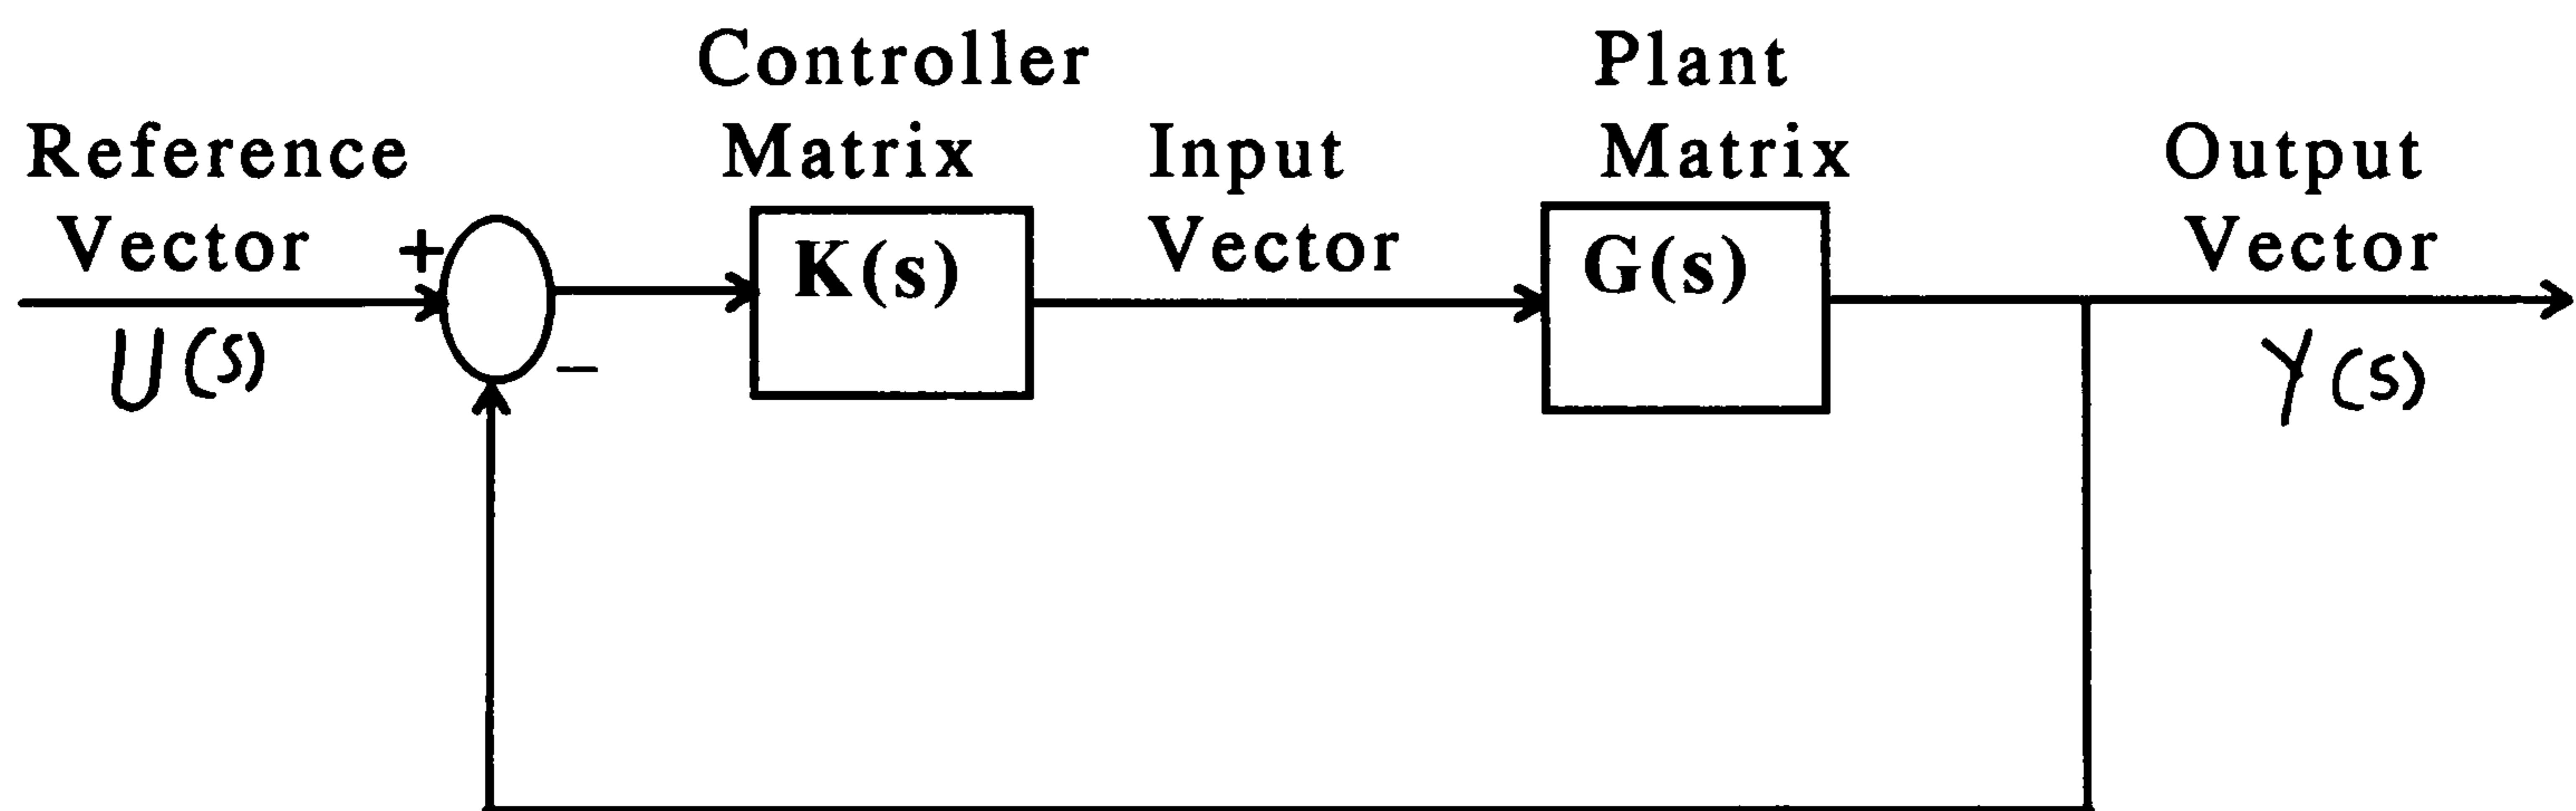 Reference
Vector
+
−
U(s)
Controller
Matrix
K(s)
Input
Vector
Plant
Matrix
G(s)
Output
Vector
Y(s)